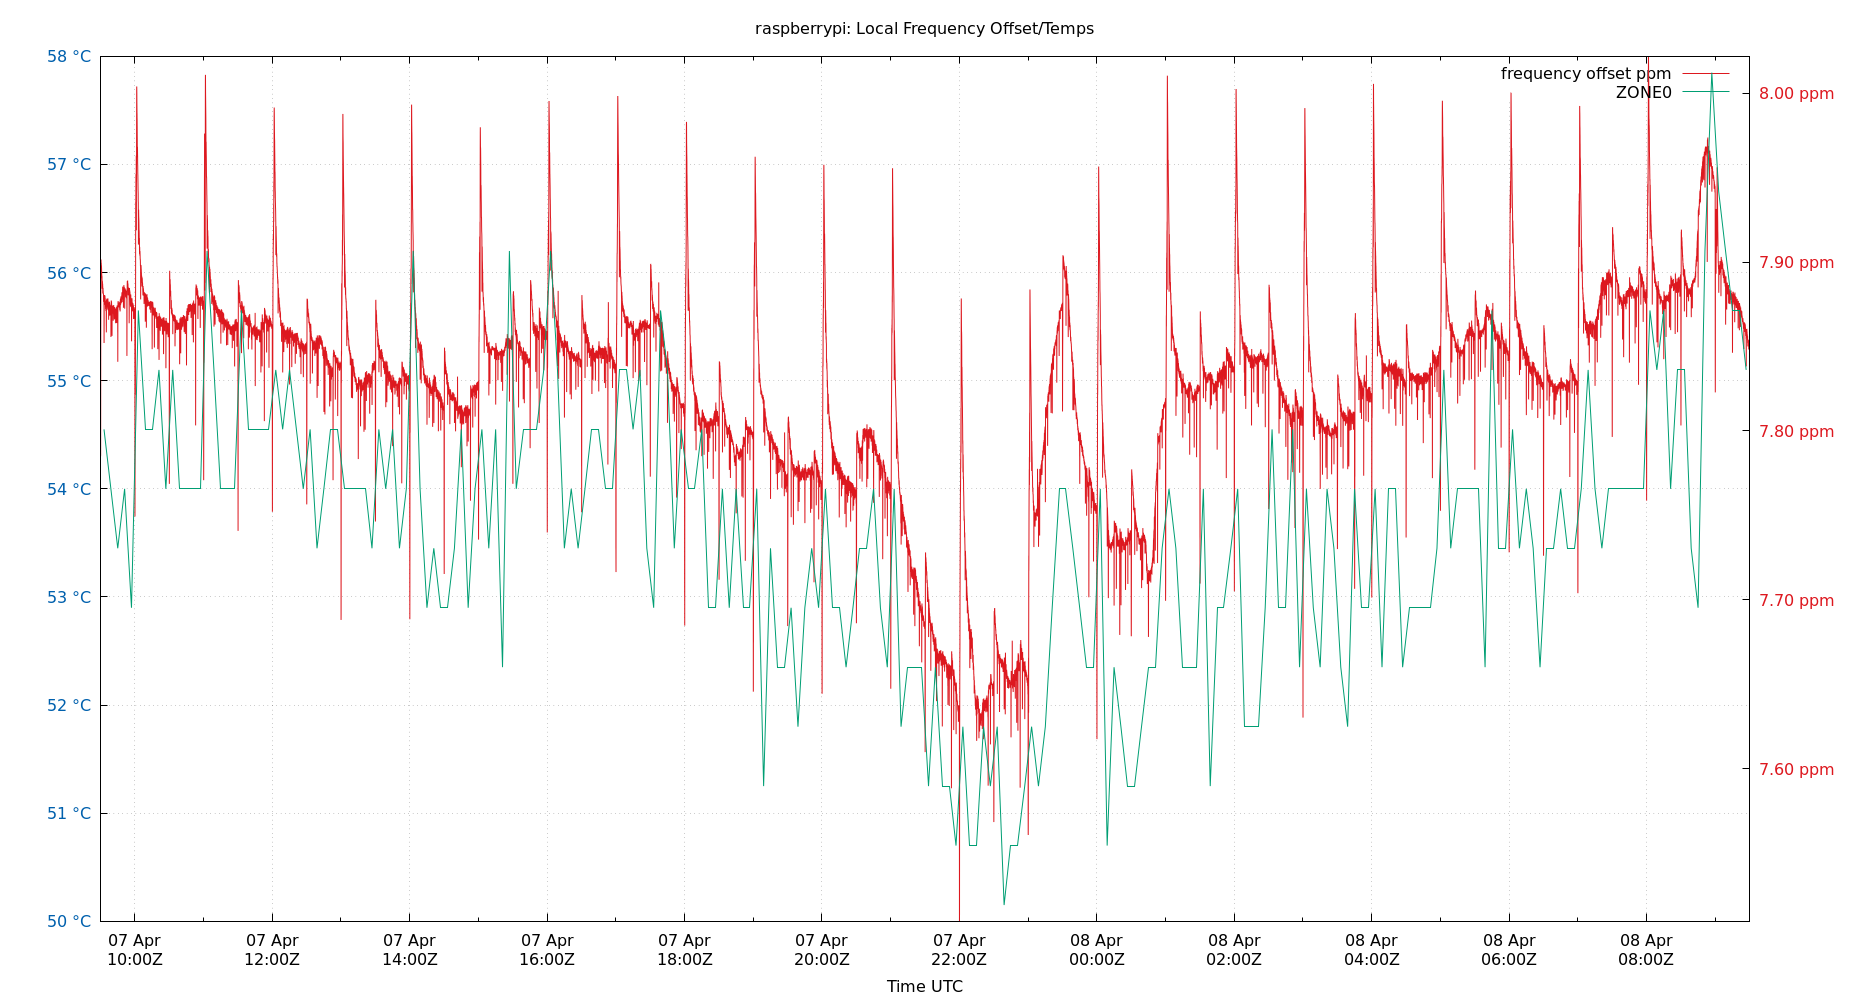 raspberrypi: Local Frequency Offset/Temps
frequency offset ppm
ZONE0
58 °C
57 °C
56 °C
55 °C
54 °C
53 °C
52 °C
51 °C
50 °C
8.00 ppm
7.90 ppm
7.80 ppm
7.70 ppm
7.60 ppm
07 Apr 07 Apr 07 Apr 07 Apr 07 Apr 07 Apr 07 Apr 08 Apr 08 Apr 08 Apr 08 Apr 08 Apr
10:00Z 12:00Z 14:00Z 16:00Z 18:00Z 20:00Z 22:00Z 00:00Z 02:00Z 04:00Z 06:00Z 08:00Z
Time UTC